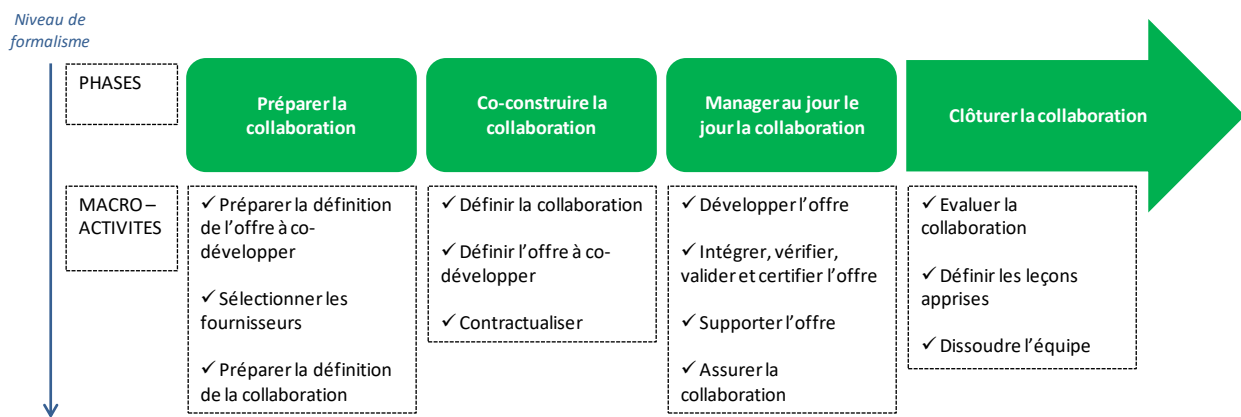 Niveau de
formalisme
PHASES
Préparer la
collaboration
Co-construire la
collaboration
Manager au jour le
jour la collaboration
Clôturer la collaboration
MACRO –
ACTIVITES
✓ Préparer la définition
de l’offre à co-
développer
✓ Sélectionner les
fournisseurs
✓ Préparer la définition
de la collaboration
✓ Définir la collaboration
✓ Définir l’offre à co-
développer
✓ Contractualiser
✓ Développer l’offre
✓ Intégrer, vérifier,
valider et certifier l’offre
✓ Supporter l’offre
✓ Assurer la
collaboration
✓ Evaluer la
collaboration
✓ Définir les leçons
apprises
✓ Dissoudre l’équipe